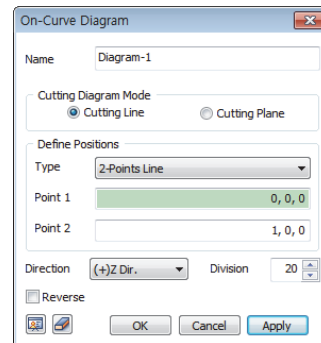 On-Curve Diagram
Name Diagram-1
Cutting Diagram Mode
Cutting Line Cutting Plane
Define Positions
Type 2-Points Line
Point 1 0, 0, 0
Point 2 1, 0, 0
Direction (+)Z Dir. Division 20
Reverse
OK Cancel Apply